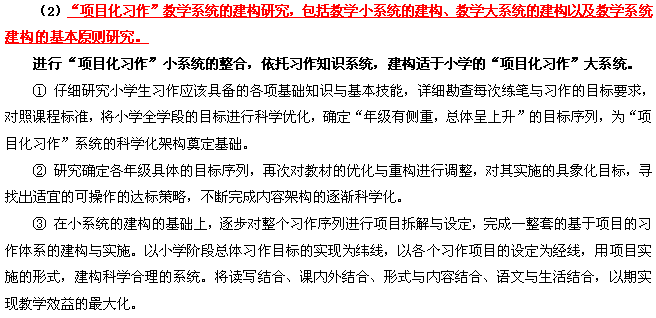 （2）“项目化习作”教学系统的建构研究，包括教学小系统的建构、教学大系统的建构以及教学系统
建构的基本原则研究。
进行“项目化习作”小系统的整合，依托习作知识系统，建构适于小学的“项目化习作”大系统。
① 仔细研究小学生习作应该具备的各项基础知识与基本技能，详细勘查每次练笔与习作的目标要求，
对照课程标准，将小学全学段的目标进行科学优化，确定“年级有侧重，总体呈上升”的目标序列，为“项
目化习作”系统的科学化架构奠定基础。
② 研究确定各年级具体的目标序列，再次对教材的优化与重构进行调整，对其实施的具象化目标，寻
找出适宜的可操作的达标策略，不断完成内容架构的逐渐科学化。
③ 在小系统的建构的基础上，逐步对整个习作序列进行项目拆解与设定，完成一整套的基于项目的习
作体系的建构与实施。以小学阶段总体习作目标的实现为纬线，以各个习作项目的设定为经线，用项目实
施的形式，建构科学合理的系统。将读写结合、课内外结合、形式与内容结合、语文与生活结合，以期实
现教学效益的最大化。